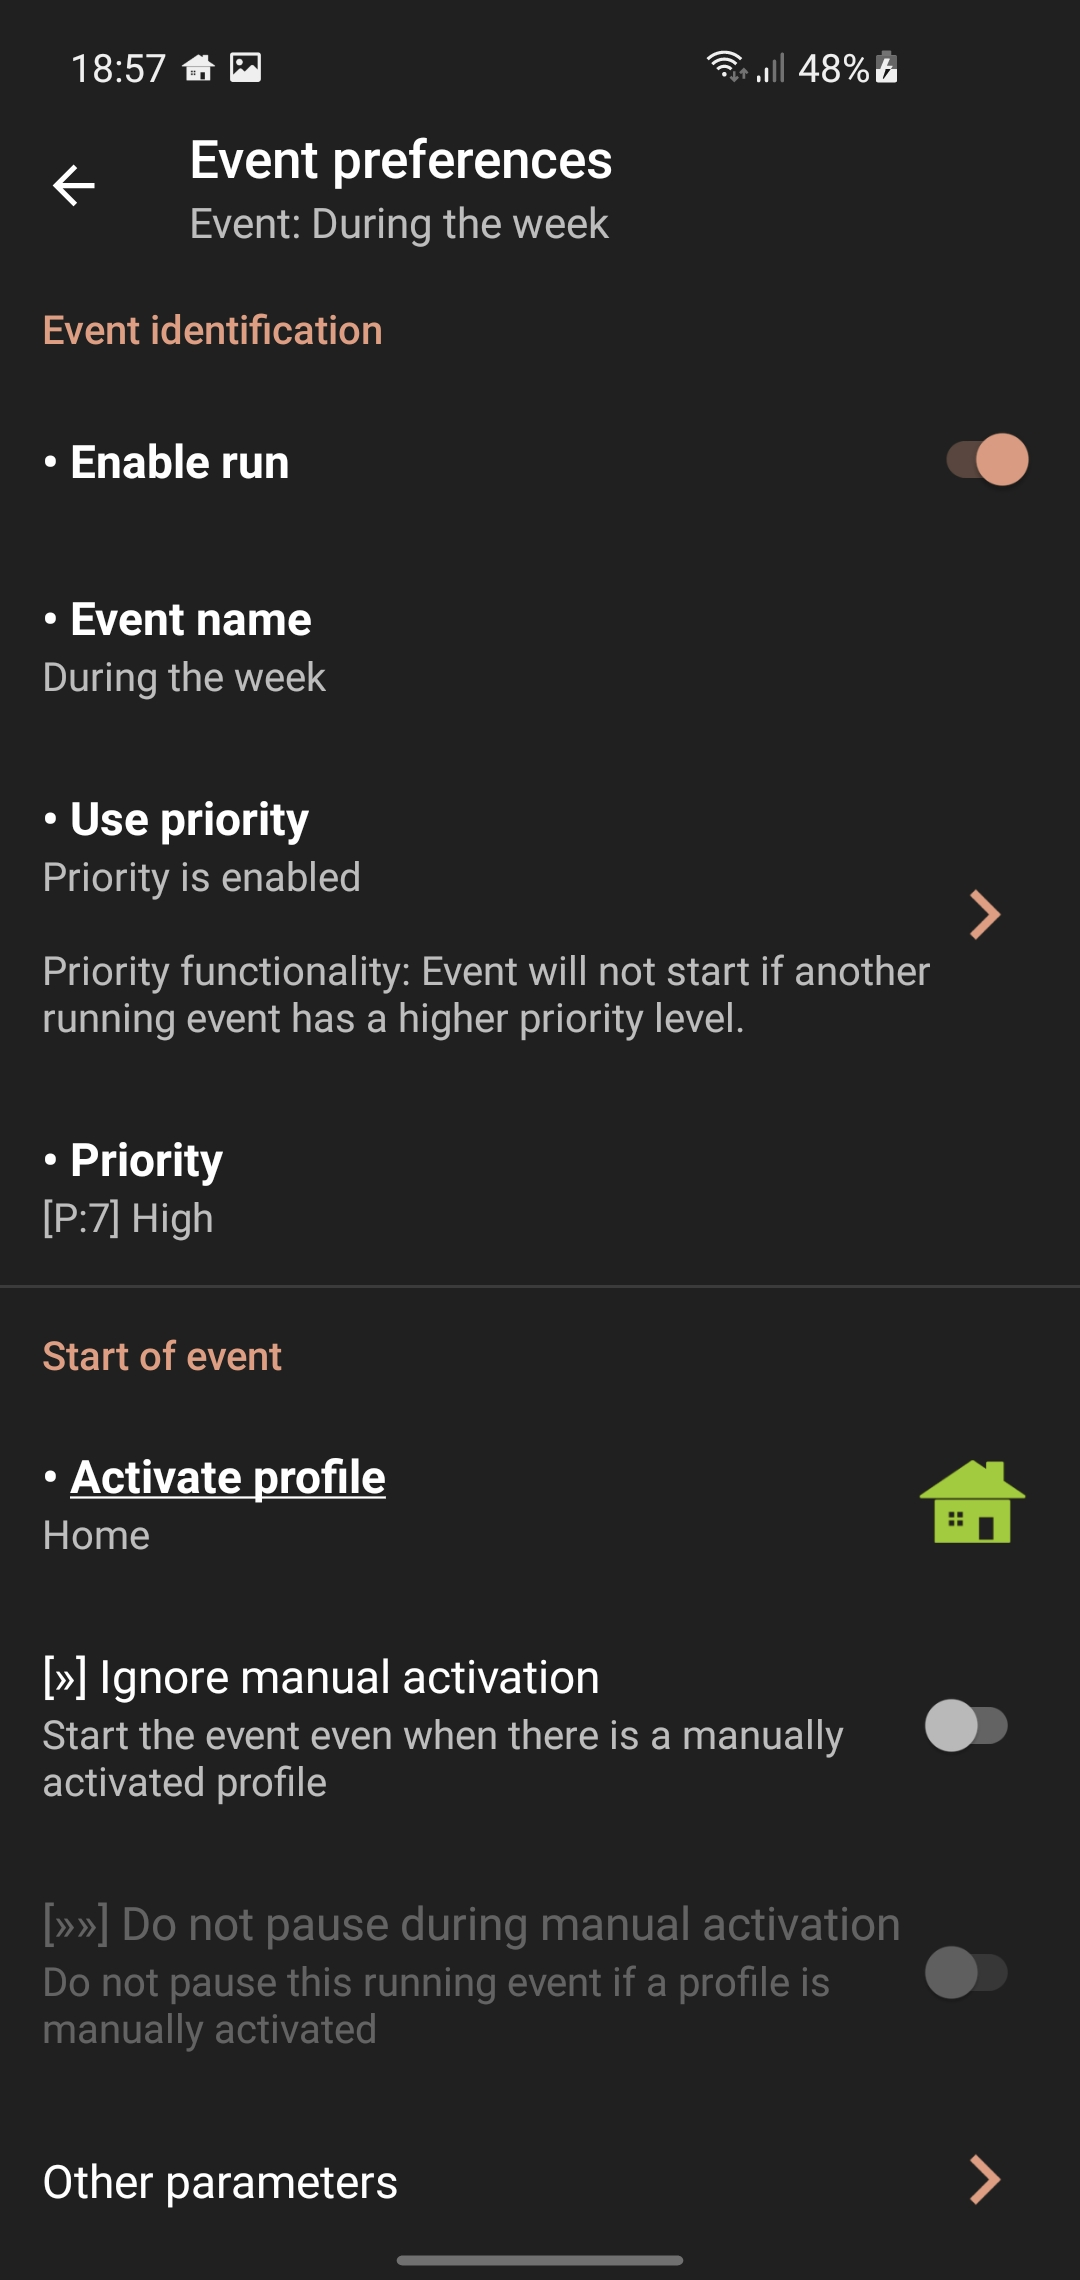 18:57
48%
Event preferences
Event: During the week
Event identification
• Enable run
• Event name
During the week
• Use priority
Priority is enabled
Priority functionality: Event will not start if another
running event has a higher priority level.
• Priority
[P:7] High
Start of event
• Activate profile
Home
[»] Ignore manual activation
Start the event even when there is a manually
activated profile
[»»] Do not pause during manual activation
Do not pause this running event if a profile is
manually activated
Other parameters